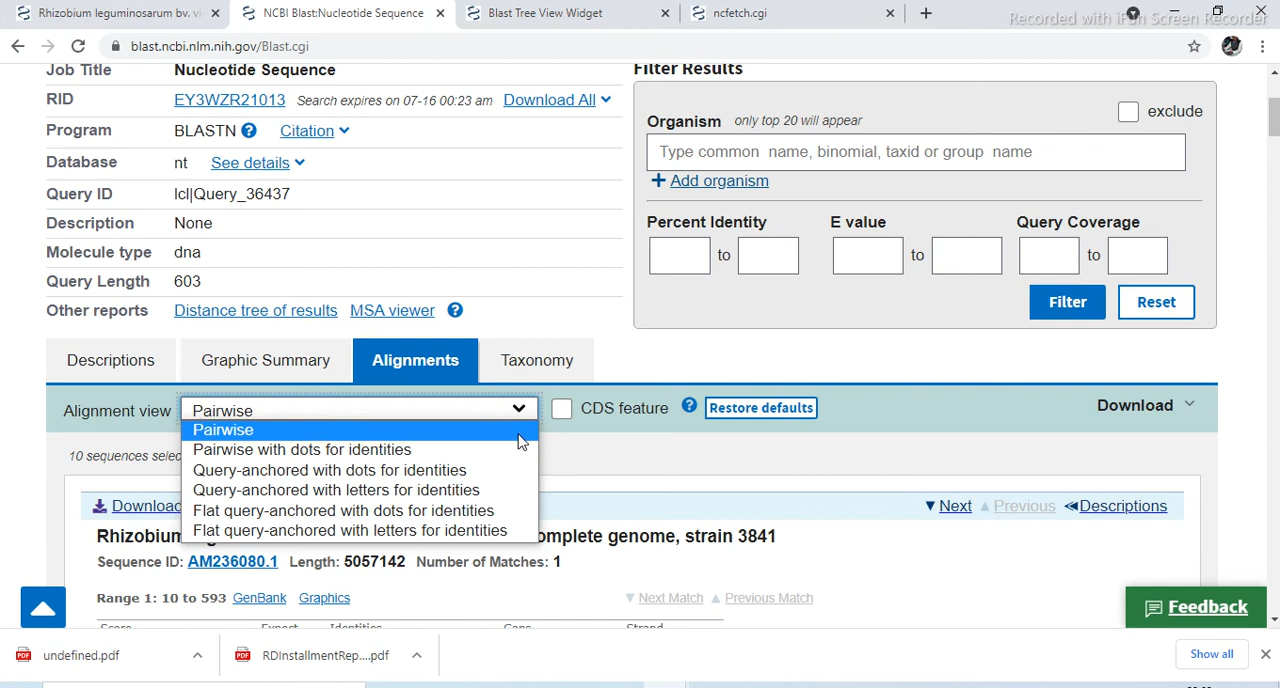 Rhizobium leguminosarum bv. vi
NCBI Blast:Nucleotide Sequence
Blast Tree View Widget
ncfetch.cgi
Recorded with iFun Screen Recorder
blast.ncbi.nlm.nih.gov/Blast.cgi
Job Title Nucleotide Sequence
RID EY3WZR21013 Search expires on 07-16 00:23 am Download All
Program BLASTN ? Citation
Database nt See details
Query ID lcl|Query_36437
Description None
Molecule type dna
Query Length 603
Other reports Distance tree of results MSA viewer ?
Filter Results
Organism only top 20 will appear exclude
Type common name, binomial, taxid or group name
+ Add organism
Percent Identity E value Query Coverage
to to to
Filter Reset
Descriptions Graphic Summary Alignments Taxonomy
Alignment view Pairwise CDS feature ? Restore defaults Download
Pairwise
Pairwise with dots for identities
Query-anchored with dots for identities
Query-anchored with letters for identities
Flat query-anchored with dots for identities
Flat query-anchored with letters for identities
10 sequences selec
Download Next Previous Descriptions
Rhizobium omplete genome, strain 3841
Sequence ID: AM236080.1 Length: 5057142 Number of Matches: 1
Range 1: 10 to 593 GenBank Graphics Next Match Previous Match
Score Expect Identities Gaps Strand
Feedback
undefined.pdf
RDInstallmentRep....pdf
Show all